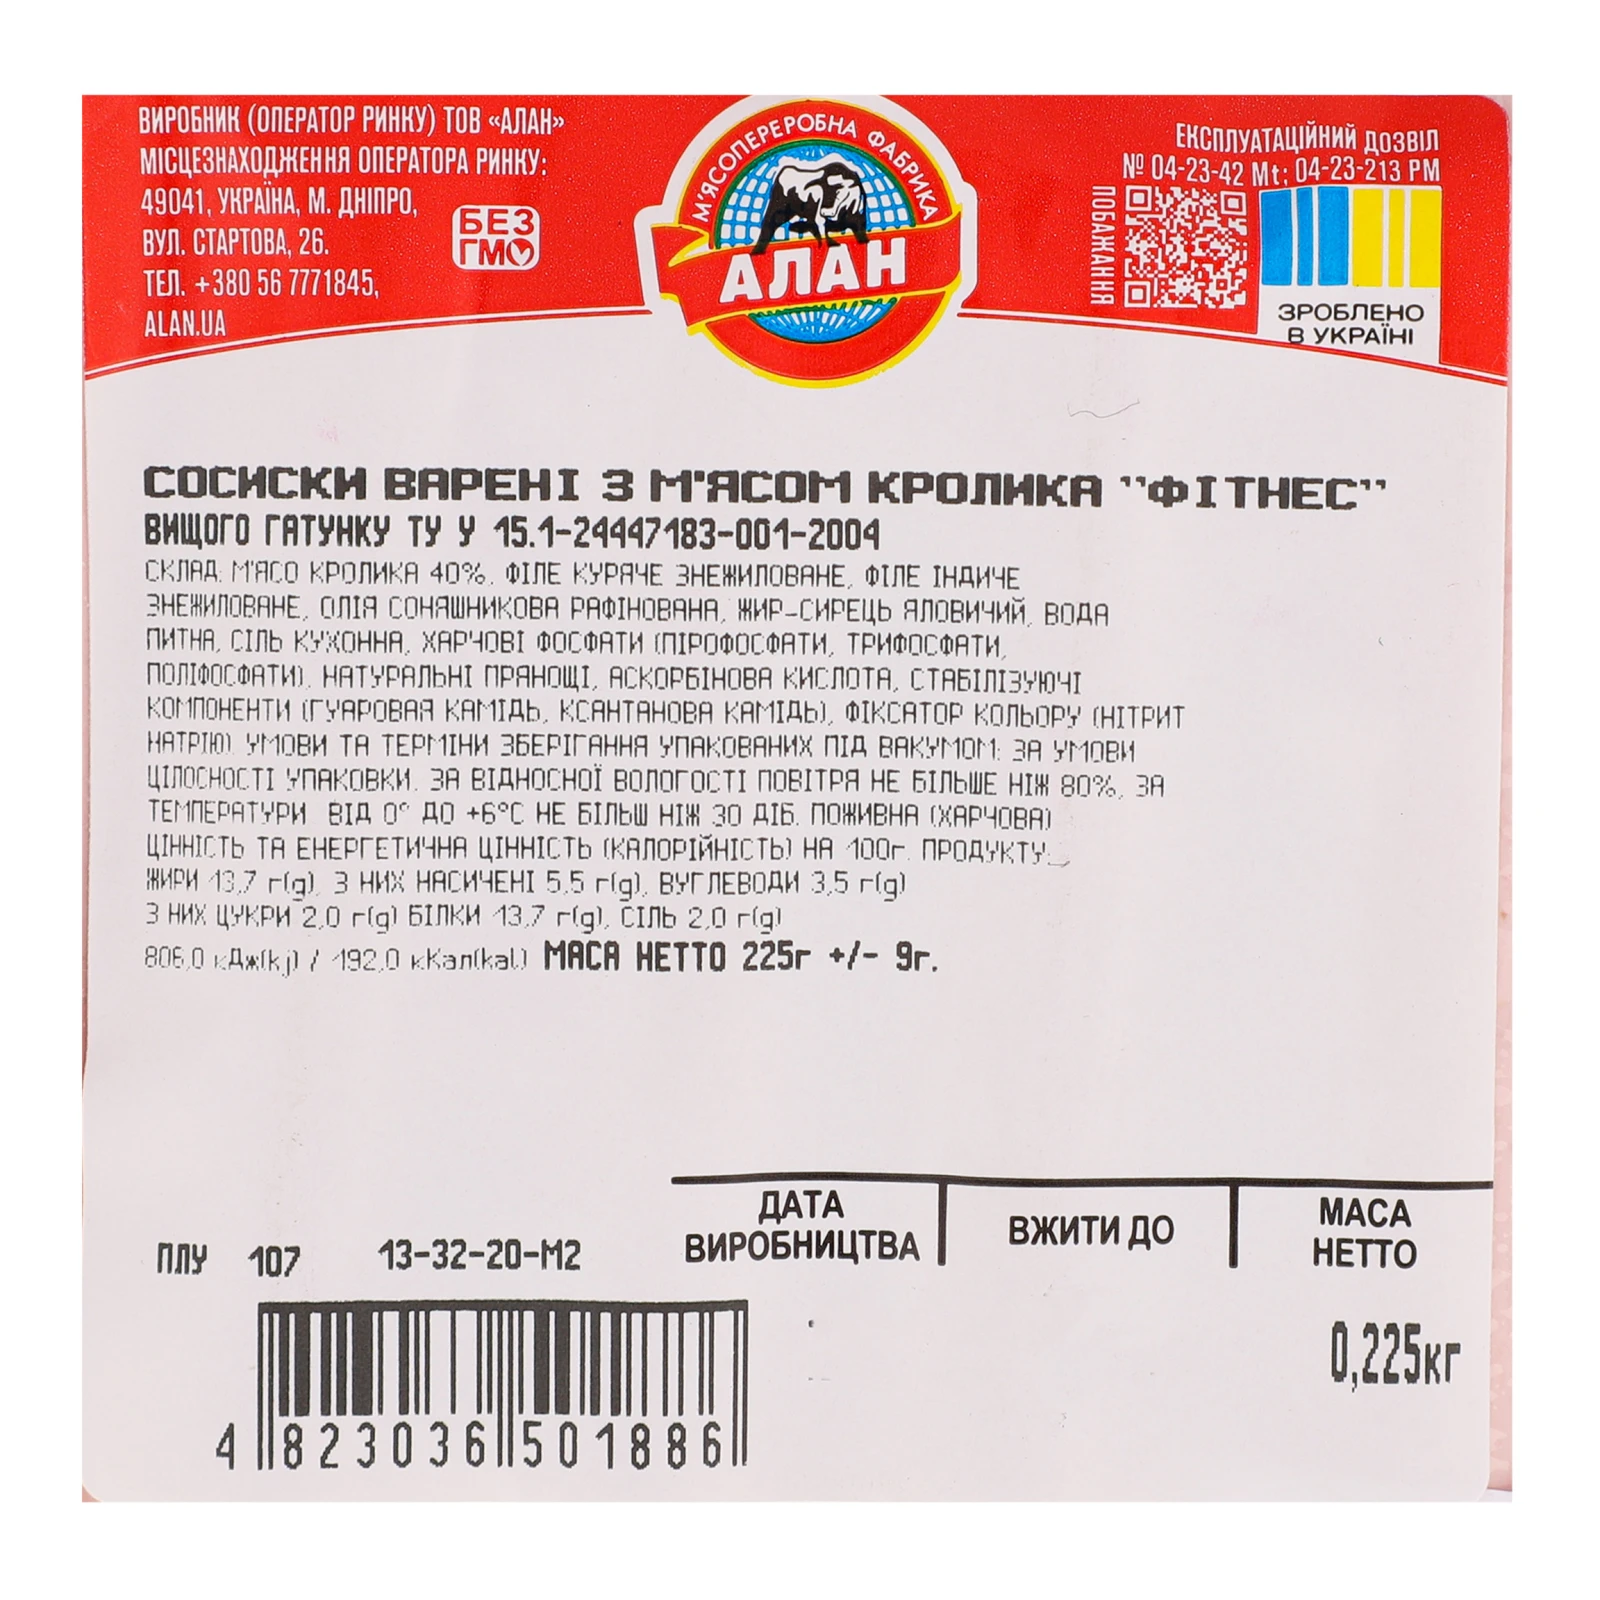 ВИРОБНИК (ОПЕРАТОР РИНКУ) ТОВ «АЛАН»
МІСЦЕЗНАХОДЖЕННЯ ОПЕРАТОРА РИНКУ:
49041, УКРАЇНА, М. ДНІПРО,
ВУЛ. СТАРТОВА, 26.
ТЕЛ. +380 56 7771845,
ALAN.UA
БЕЗ
ГМО
М'ЯСОПЕРЕРОБНА ФАБРИКА
АЛАН
ЕКСПЛУАТАЦІЙНИЙ ДОЗВІЛ
№ 04-23-42 Mt; 04-23-213 PM
ПОБАЖАННЯ
ЗРОБЛЕНО
В УКРАЇНІ
СОСИСКИ ВАРЕНІ З М'ЯСОМ КРОЛИКА "ФІТНЕС"
ВИЩОГО ГАТУНКУ ТУ У 15.1-24447183-001-2004
СКЛАД: М'ЯСО КРОЛИКА 40%, ФІЛЕ КУРЯЧЕ ЗНЕЖИЛОВАНЕ, ФІЛЕ ІНДИЧЕ
ЗНЕЖИЛОВАНЕ, ОЛІЯ СОНЯШНИКОВА РАФІНОВАНА, ЖИР-СИРЕЦЬ ЯЛОВИЧИЙ, ВОДА
ПИТНА, СІЛЬ КУХОННА, ХАРЧОВІ ФОСФАТИ (ПІРОФОСФАТИ, ТРИФОСФАТИ,
ПОЛІФОСФАТИ), НАТУРАЛЬНІ ПРЯНОЩІ, АСКОРБІНОВА КИСЛОТА, СТАБІЛІЗУЮЧІ
КОМПОНЕНТИ (ГУАРОВАЯ КАМІДЬ, КСАНТАНОВА КАМІДЬ), ФІКСАТОР КОЛЬОРУ (НІТРИТ
НАТРІЮ). УМОВИ ТА ТЕРМІНИ ЗБЕРІГАННЯ УПАКОВАНИХ ПІД ВАКУМОМ: ЗА УМОВИ
ЦІЛОСНОСТІ УПАКОВКИ, ЗА ВІДНОСНОЇ ВОЛОГОСТІ ПОВІТРЯ НЕ БІЛЬШЕ НІЖ 80%, ЗА
ТЕМПЕРАТУРИ ВІД 0° ДО +6°С НЕ БІЛЬШ НІЖ 30 ДІБ. ПОЖИВНА (ХАРЧОВА)
ЦІННІСТЬ ТА ЕНЕРГЕТИЧНА ЦІННІСТЬ (КАЛОРІЙНІСТЬ) НА 100г. ПРОДУКТУ:
ЖИРИ 13,7 г(g), З НИХ НАСИЧЕНІ 5,5 г(g), ВУГЛЕВОДИ 3,5 г(g)
З НИХ ЦУКРИ 2,0 г(g) БІЛКИ 13,7 г(g), СІЛЬ 2,0 г(g)
806,0 кДж(kj) / 192,0 кКал(kal) МАСА НЕТТО 225г +/- 9г.
ДАТА
ВИРОБНИЦТВА
ВЖИТИ ДО
МАСА
НЕТТО
ПЛУ 107 13-32-20-М2
0,225кг
4 823036 501886